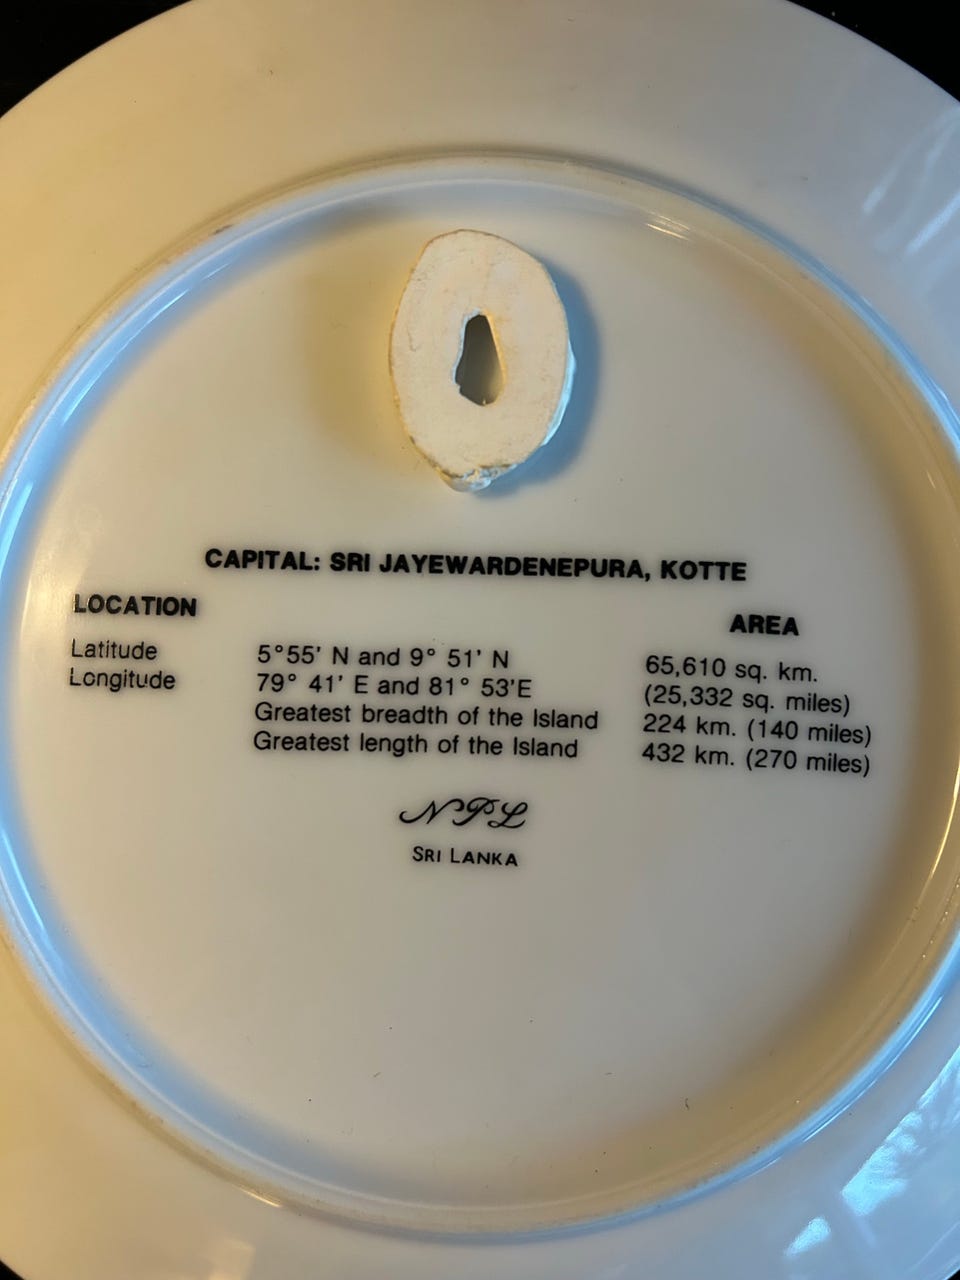 CAPITAL: SRI JAYEWARDENEPURA, KOTTE
LOCATION AREA
Latitude 5°55' N and 9° 51' N 65,610 sq. km.
Longitude 79° 41' E and 81° 53'E (25,332 sq. miles)
Greatest breadth of the Island 224 km. (140 miles)
Greatest length of the Island 432 km. (270 miles)
NPL
SRI LANKA